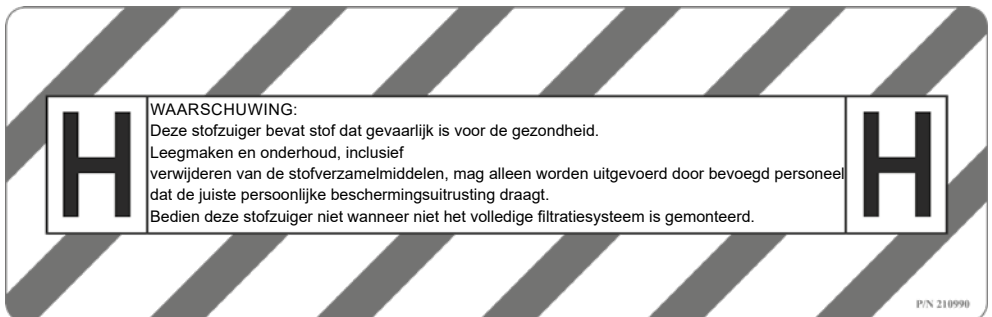 H
WAARSCHUWING:
Deze stofzuiger bevat stof dat gevaarlijk is voor de gezondheid.
Leegmaken en onderhoud, inclusief
verwijderen van de stofverzamelmiddelen, mag alleen worden uitgevoerd door bevoegd personeel
dat de juiste persoonlijke beschermingsuitrusting draagt.
Bedien deze stofzuiger niet wanneer niet het volledige filtratiesysteem is gemonteerd.
H
P/N 210990